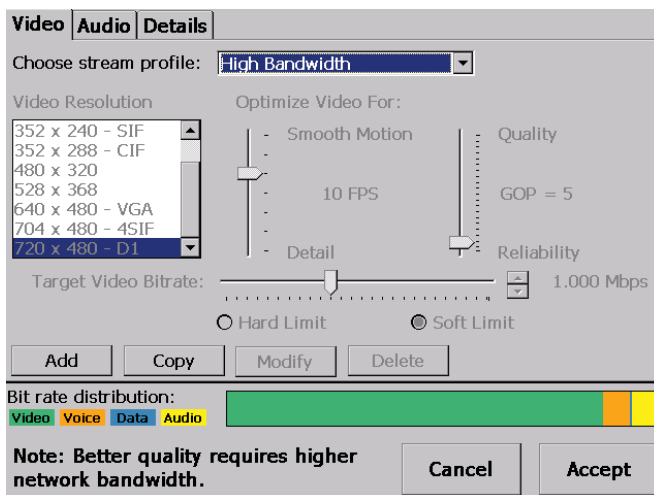 Video Audio Details
Choose stream profile: High Bandwidth
Video Resolution
Optimize Video For:
352 x 240 - SIF
352 x 288 - CIF
480 x 320
528 x 368
640 x 480 - VGA
704 x 480 - 4SIF
720 x 480 - D1
Smooth Motion
10 FPS
Detail
Quality
GOP = 5
Reliability
Target Video Bitrate: 1.000 Mbps
Hard Limit Soft Limit
Add Copy Modify Delete
Bit rate distribution:
Video Voice Data Audio
Note: Better quality requires higher
network bandwidth.
Cancel Accept